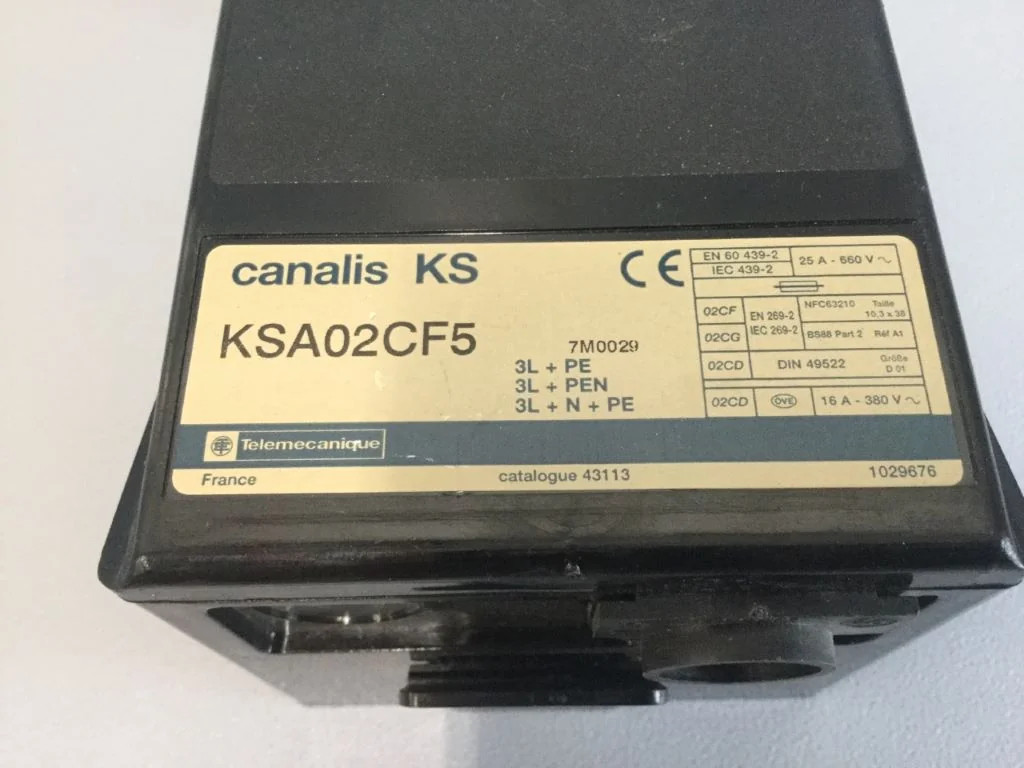 canalis KS
CE
KSA02CF5
7M0029
3L + PE
3L + PEN
3L + N + PE
EN 60 439-2
IEC 439-2
25 A - 660 V ~
02CF
02CG
EN 269-2
IEC 269-2
NFC63210 Taille 10,3 x 38
BS88 Part 2 Réf A1
02CD DIN 49522 Größe D 01
02CD ÖVE 16 A - 380 V ~
Telemecanique
France catalogue 43113 1029676